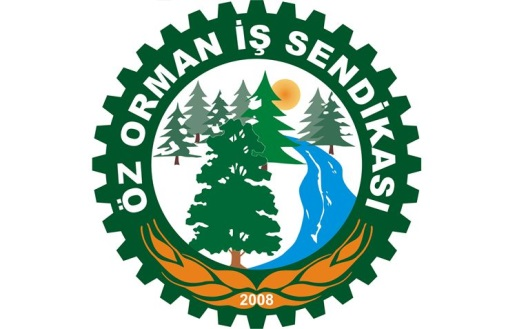 ÖZ ORMAN İŞ SENDİKASI
2008